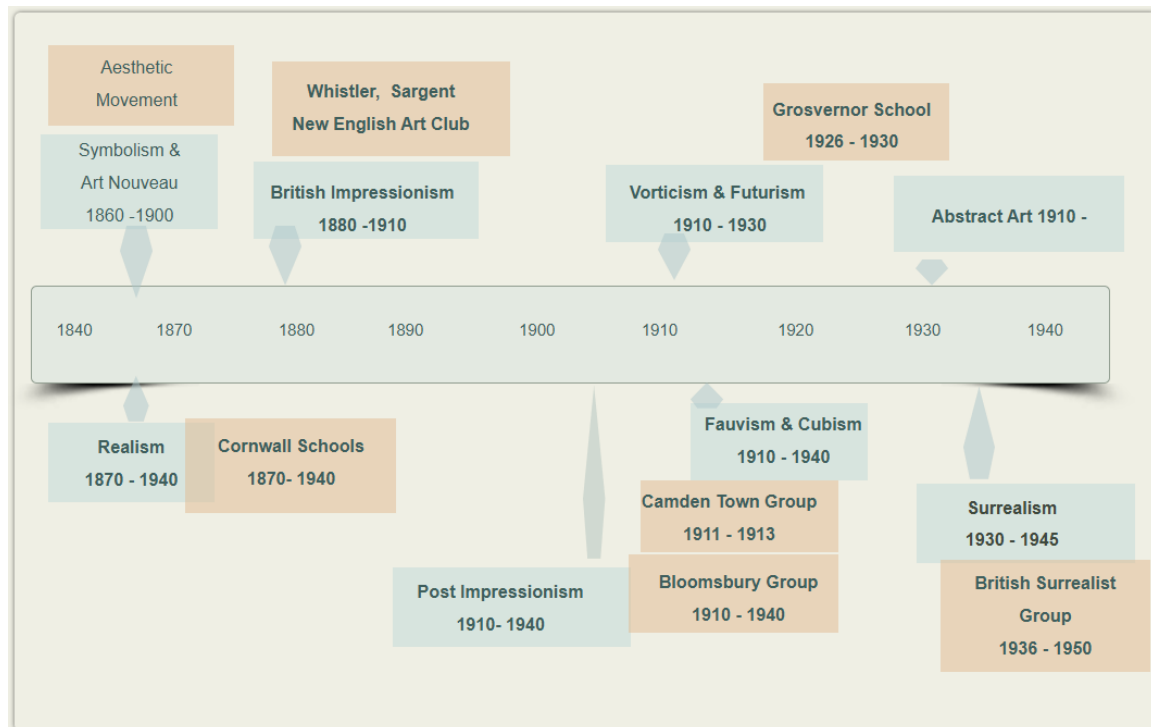 Aesthetic
Movement
Symbolism &
Art Nouveau
1860 -1900
Whistler, Sargent
New English Art Club
British Impressionism
1880 -1910
Grosvernor School
1926 - 1930
Vorticism & Futurism
1910 - 1930
Abstract Art 1910 -
1840 1870 1880 1890 1900 1910 1920 1930 1940
Realism
1870 - 1940
Cornwall Schools
1870- 1940
Fauvism & Cubism
1910 - 1940
Camden Town Group
1911 - 1913
Post Impressionism
1910- 1940
Bloomsbury Group
1910 - 1940
Surrealism
1930 - 1945
British Surrealist
Group
1936 - 1950